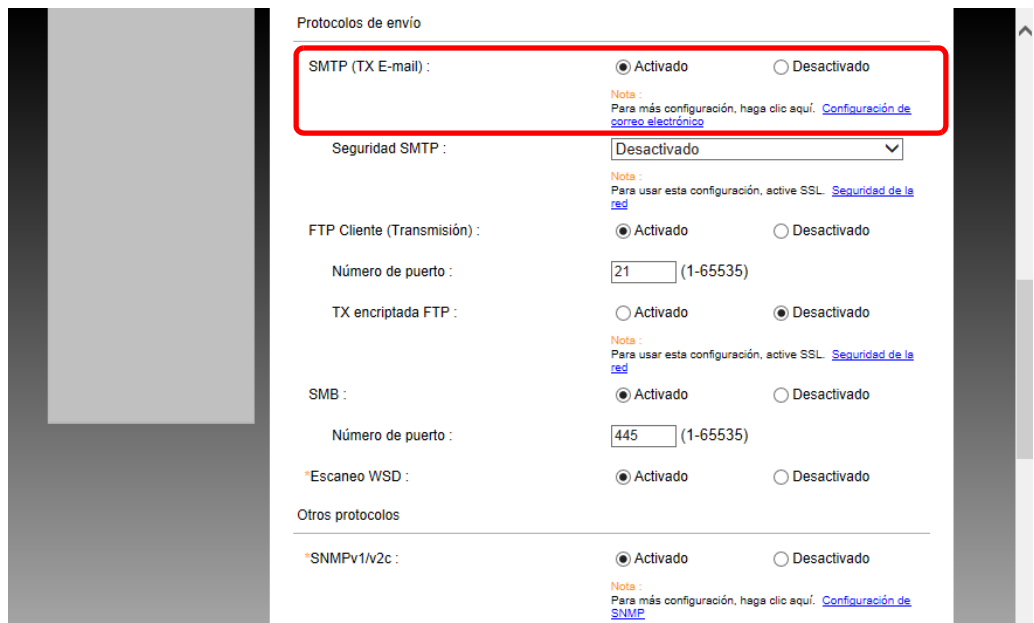 Protocolos de envío
SMTP (TX E-mail) : Activado Desactivado
Nota :
Para más configuración, haga clic aquí. Configuración de
correo electrónico
Seguridad SMTP : Desactivado
Nota :
Para usar esta configuración, active SSL. Seguridad de la
red
FTP Cliente (Transmisión) : Activado Desactivado
Número de puerto : 21 (1-65535)
TX encriptada FTP : Activado Desactivado
Nota :
Para usar esta configuración, active SSL. Seguridad de la
red
SMB : Activado Desactivado
Número de puerto : 445 (1-65535)
*Escaneo WSD : Activado Desactivado
Otros protocolos
*SNMPv1/v2c : Activado Desactivado
Nota :
Para más configuración, haga clic aquí. Configuración de
SNMP